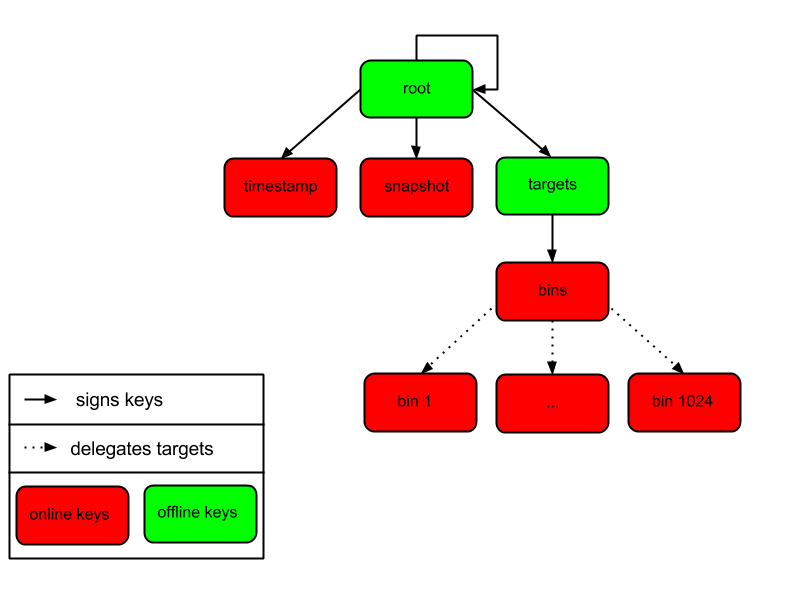 root
timestamp
snapshot
targets
bins
bin 1
...
bin 1024
signs keys
delegates targets
online keys
offline keys